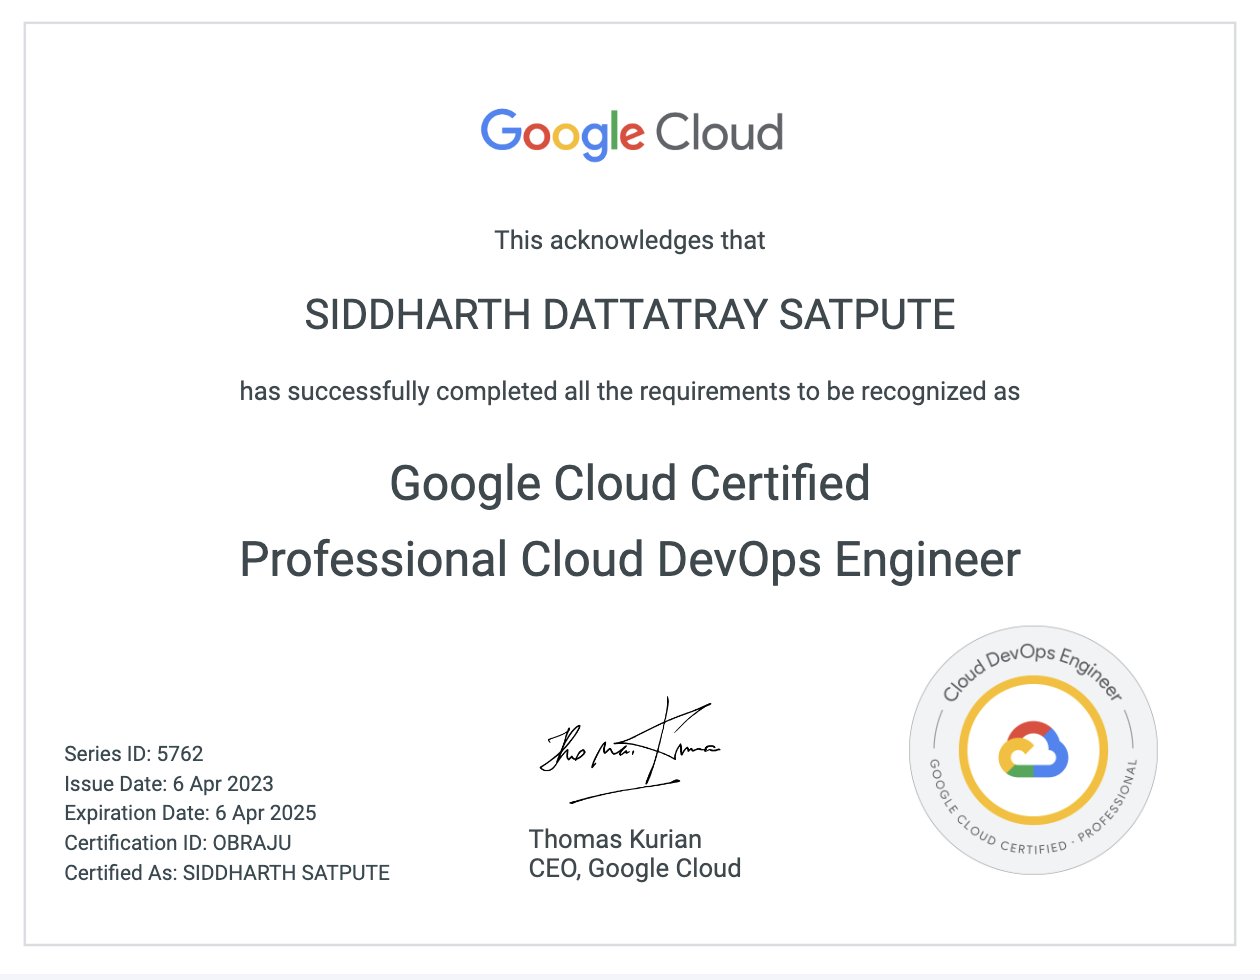 Google Cloud
This acknowledges that
SIDDHARTH DATTATRAY SATPUTE
has successfully completed all the requirements to be recognized as
Google Cloud Certified
Professional Cloud DevOps Engineer
Series ID: 5762
Issue Date: 6 Apr 2023
Expiration Date: 6 Apr 2025
Certification ID: OBRAJU
Certified As: SIDDHARTH SATPUTE
Thomas Kurian
CEO, Google Cloud
Cloud DevOps Engineer
GOOGLE CLOUD CERTIFIED · PROFESSIONAL